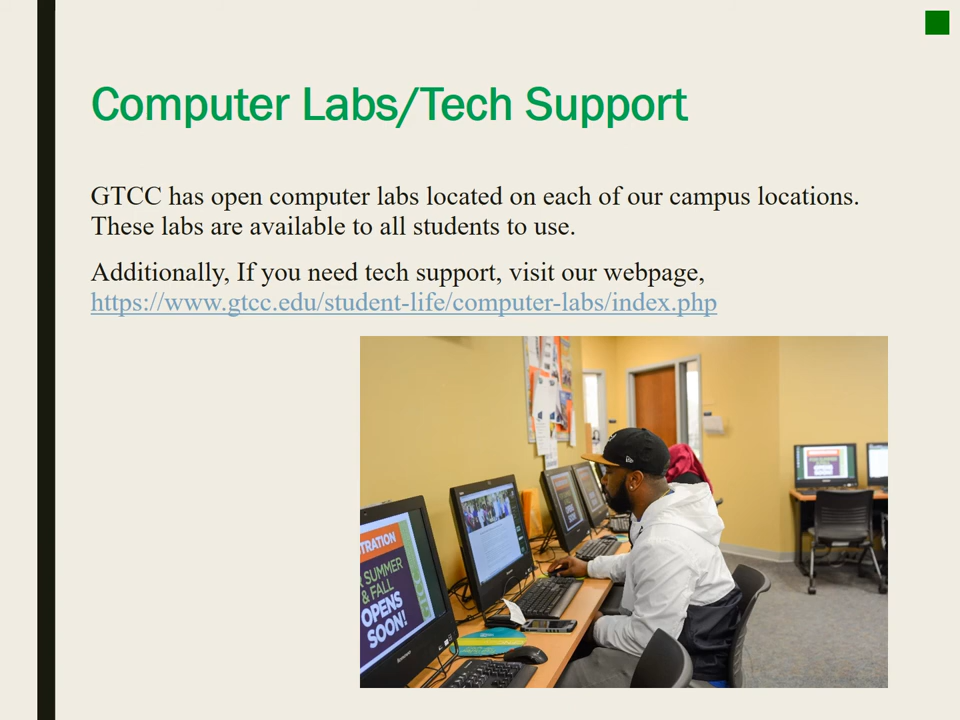 Computer Labs/Tech Support
GTCC has open computer labs located on each of our campus locations.
These labs are available to all students to use.
Additionally, If you need tech support, visit our webpage,
https://www.gtcc.edu/student-life/computer-labs/index.php
TRATION
SUMMER
& FALL
OPENS
SOON!